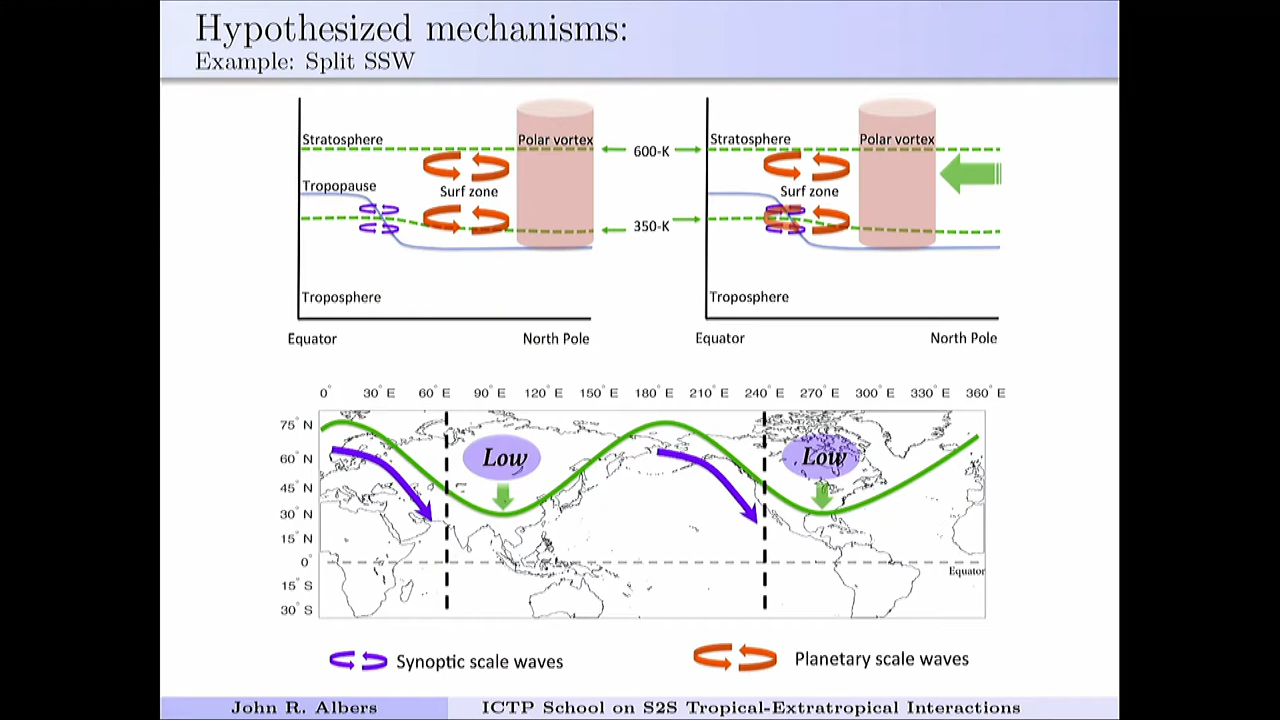 Hypothesized mechanisms:
Example: Split SSW
Stratosphere
Polar vortex
600-K
Surf zone
Tropopause
350-K
Troposphere
Equator
North Pole
Stratosphere
Polar vortex
Surf zone
Troposphere
Equator
North Pole
0° 30° E 60° E 90° E 120° E 150° E 180° E 210° E 240° E 270° E 300° E 330° E 360° E
75° N
60° N
45° N
30° N
15° N
0°
15° S
30° S
Low
Low
Equator
Synoptic scale waves
Planetary scale waves
John R. Albers
ICTP School on S2S Tropical-Extratropical Interactions